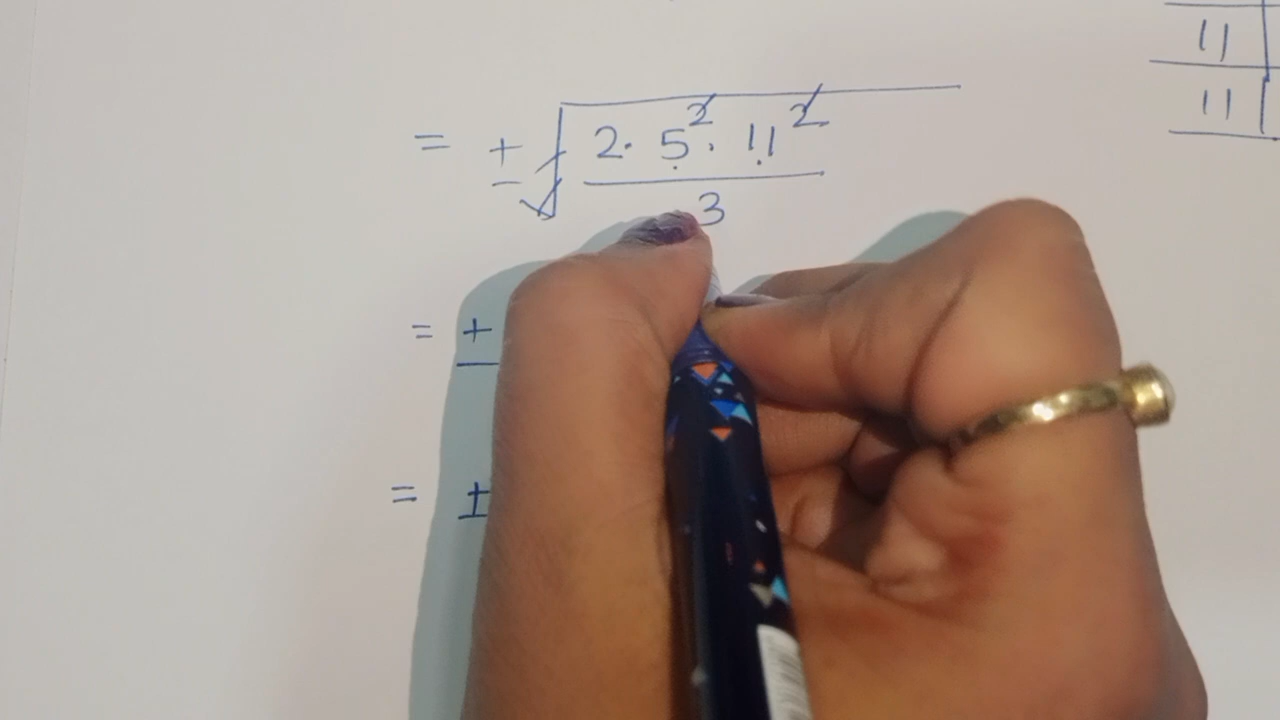 11
11
= ± √ 2 · 5² · 11² / 3
= ±
= ±